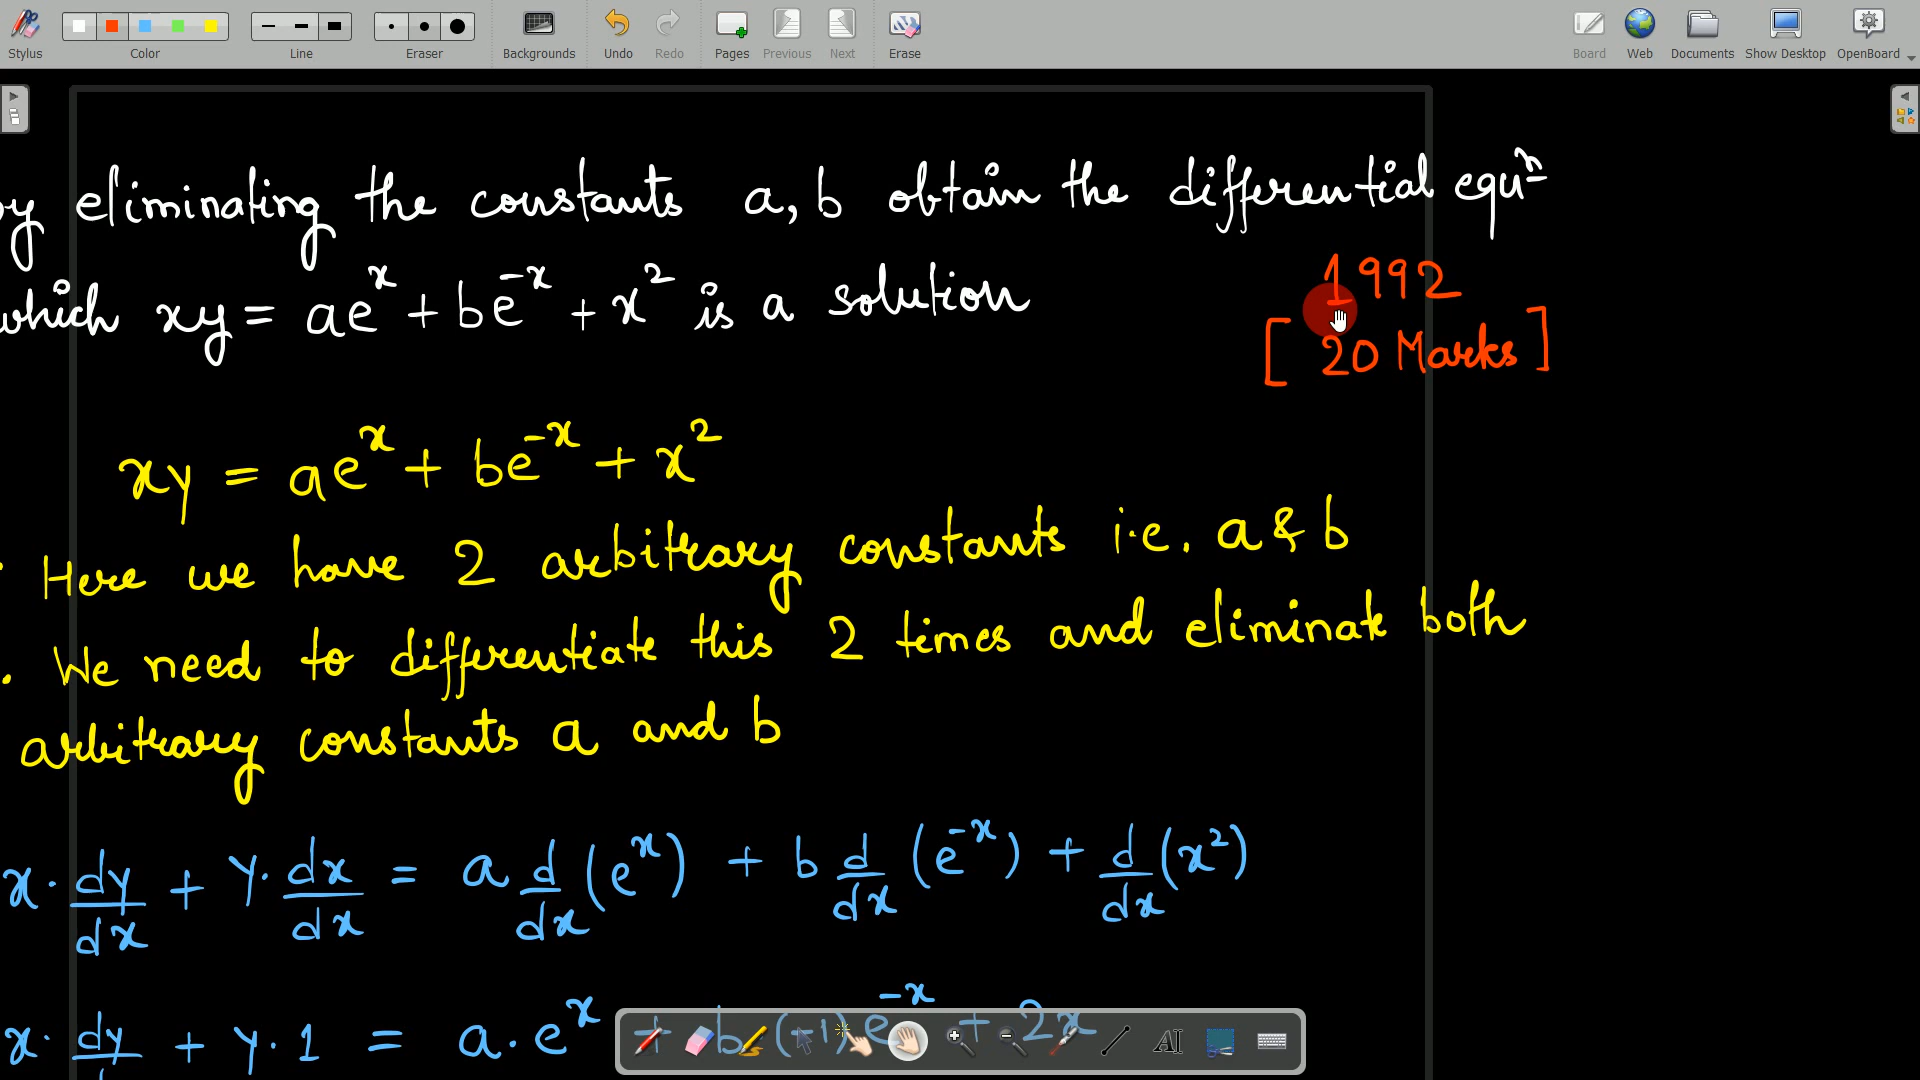 Stylus Color Line Eraser Backgrounds Undo Redo Pages Previous Next Erase Board Web Documents Show Desktop OpenBoard
by eliminating the constants a, b obtain the differential equⁿ
which xy = ae^x + be^-x + x^2 is a solution
1992
[ 20 Marks ]
xy = ae^x + be^-x + x^2
Here we have 2 arbitrary constants i.e. a & b
. We need to differentiate this 2 times and eliminate both
arbitrary constants a and b
x · dy/dx + y · dx/dx = a d/dx (e^x) + b d/dx (e^-x) + d/dx (x^2)
x · dy + y · 1 = a · e^x + b (-1) e^-x + 2x